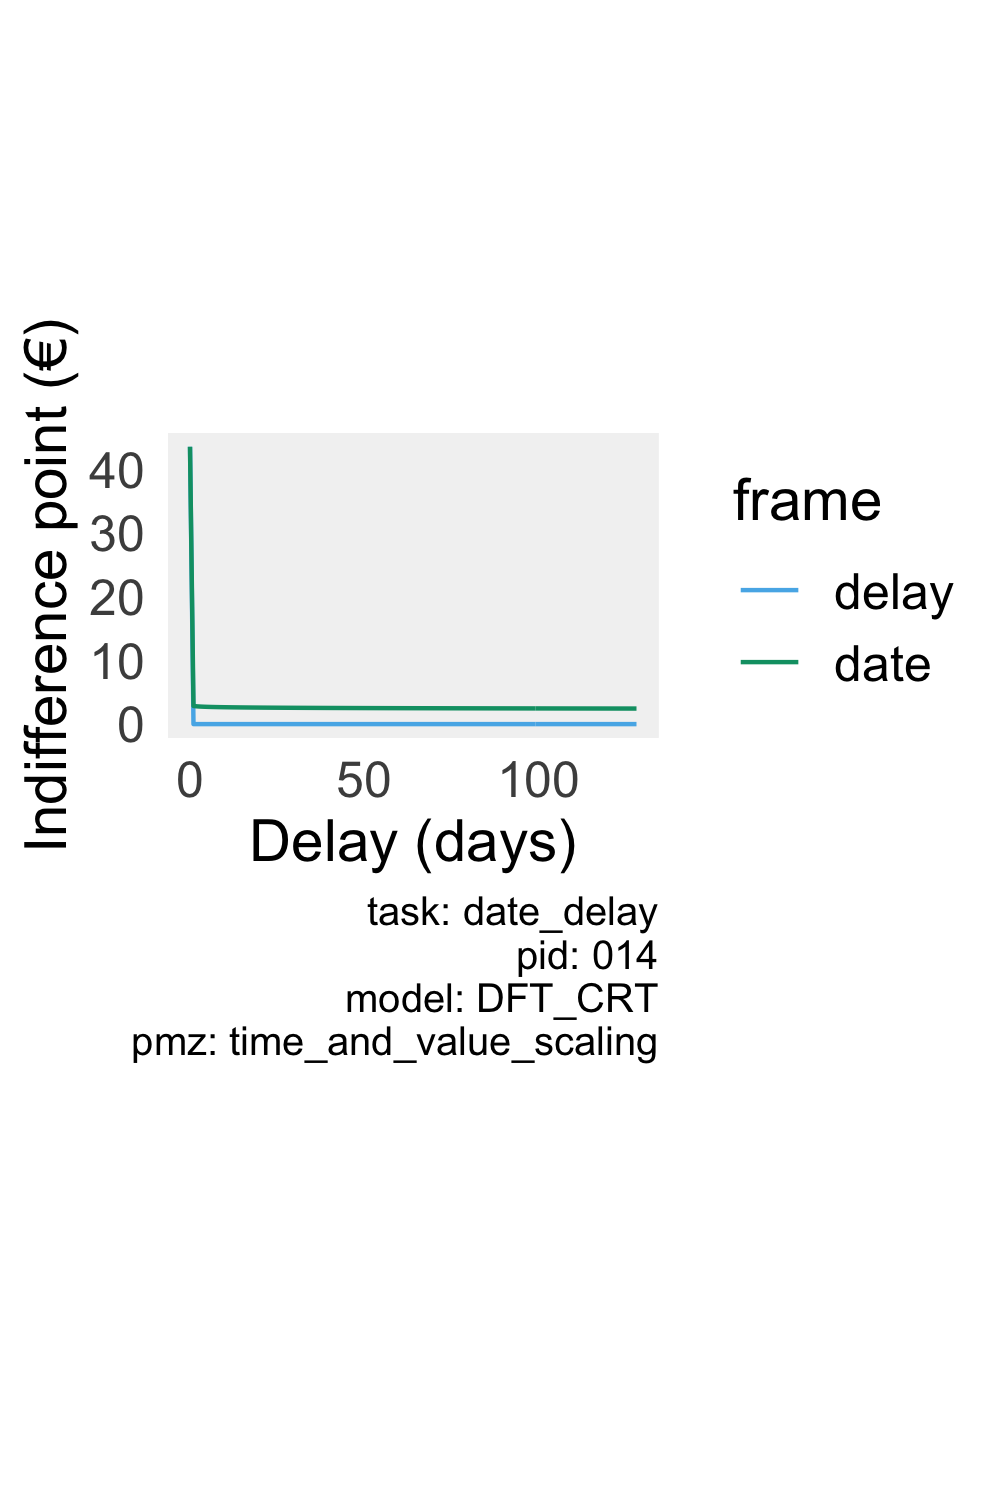 Indifference point (€)
40
30
20
10
0
0 50 100
Delay (days)
frame
delay
date
task: date_delay
pid: 014
model: DFT_CRT
pmz: time_and_value_scaling